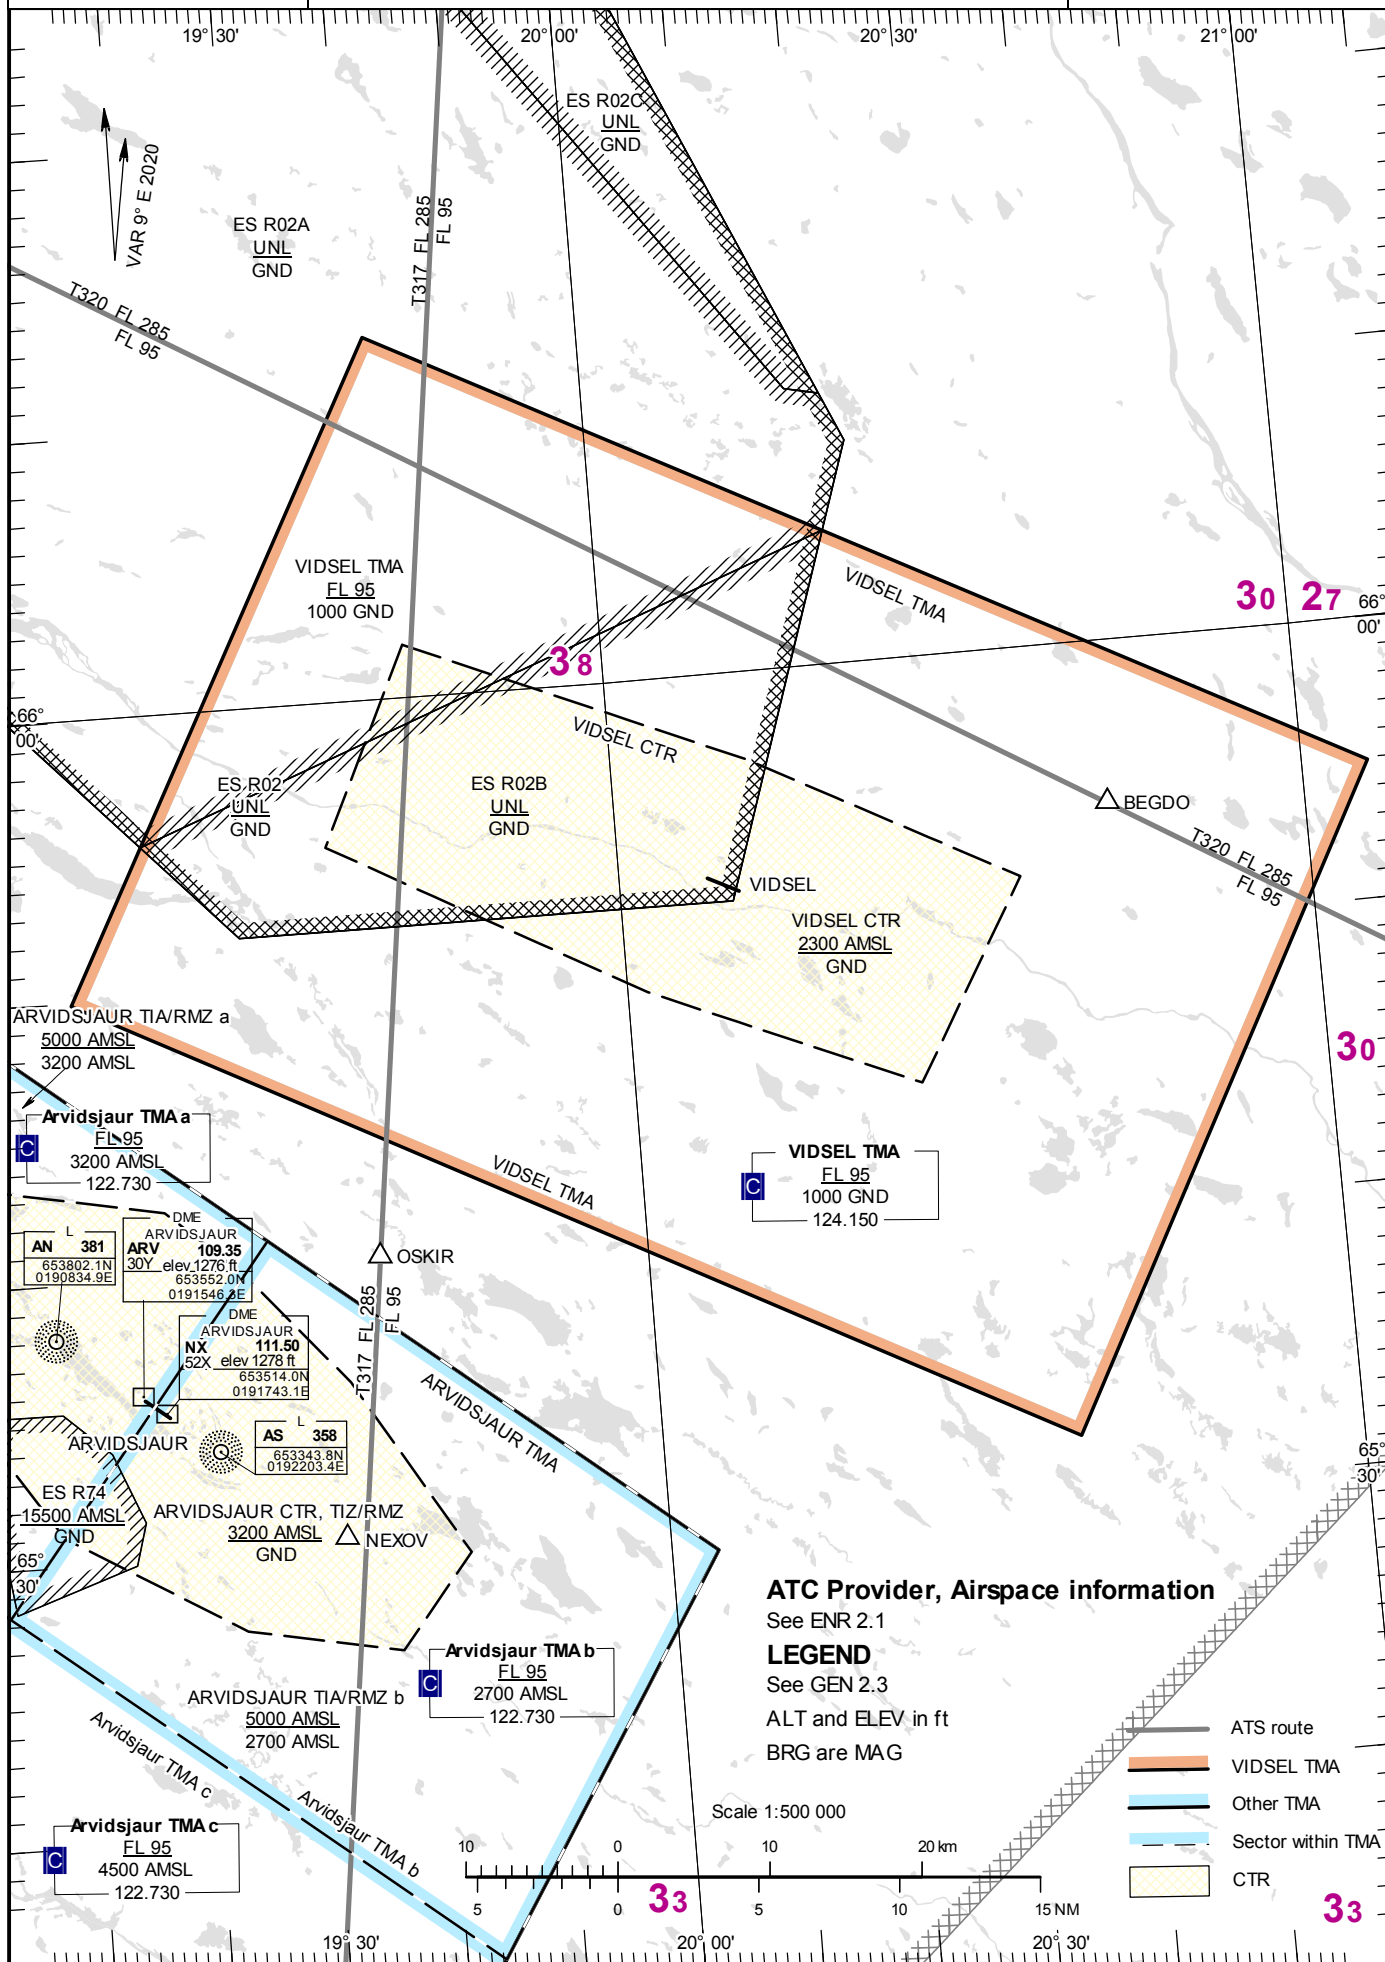 19° 30'
20° 00'
20° 30'
21° 00'
ES R02C
UNL
GND
VAR 9° E 2020
ES R02A
UNL
GND
T317 FL 285
FL 95
T320 FL 285
FL 95
VIDSEL TMA
FL 95
1000 GND
VIDSEL TMA
30 27
66°
00'
38
66°
00'
VIDSEL CTR
ES R02
UNL
GND
ES R02B
UNL
GND
BEGDO
T320 FL 285
FL 95
VIDSEL
VIDSEL CTR
2300 AMSL
GND
ARVIDSJAUR TIA/RMZ a
5000 AMSL
3200 AMSL
30
Arvidsjaur TMA a
C
FL 95
3200 AMSL
122.730
VIDSEL TMA
VIDSEL TMA
C
FL 95
1000 GND
124.150
L
AN 381
653802.1N
0190834.9E
DME
ARVIDSJAUR
ARV 109.35
30Y elev 1276 ft
653552.0N
0191546.3E
OSKIR
T317 FL 285
FL 95
DME
ARVIDSJAUR
NX 111.50
52X elev 1278 ft
653514.0N
0191743.1E
ARVIDSJAUR TMA
L
AS 358
653343.8N
0192203.4E
ARVIDSJAUR
65°
30'
ES R74
15500 AMSL
GND
ARVIDSJAUR CTR, TIZ/RMZ
3200 AMSL
GND
NEXOV
65°
30'
ATC Provider, Airspace information
See ENR 2.1
LEGEND
See GEN 2.3
ALT and ELEV in ft
BRG are MAG
Arvidsjaur TMA b
C
FL 95
2700 AMSL
122.730
ARVIDSJAUR TIA/RMZ b
5000 AMSL
2700 AMSL
Arvidsjaur TMA c
Arvidsjaur TMA b
ATS route
VIDSEL TMA
Other TMA
Sector within TMA
CTR
Scale 1:500 000
10 0 10 20 km
5 0 5 10 15 NM
Arvidsjaur TMA c
C
FL 95
4500 AMSL
122.730
33
33
19° 30'
20° 00'
20° 30'